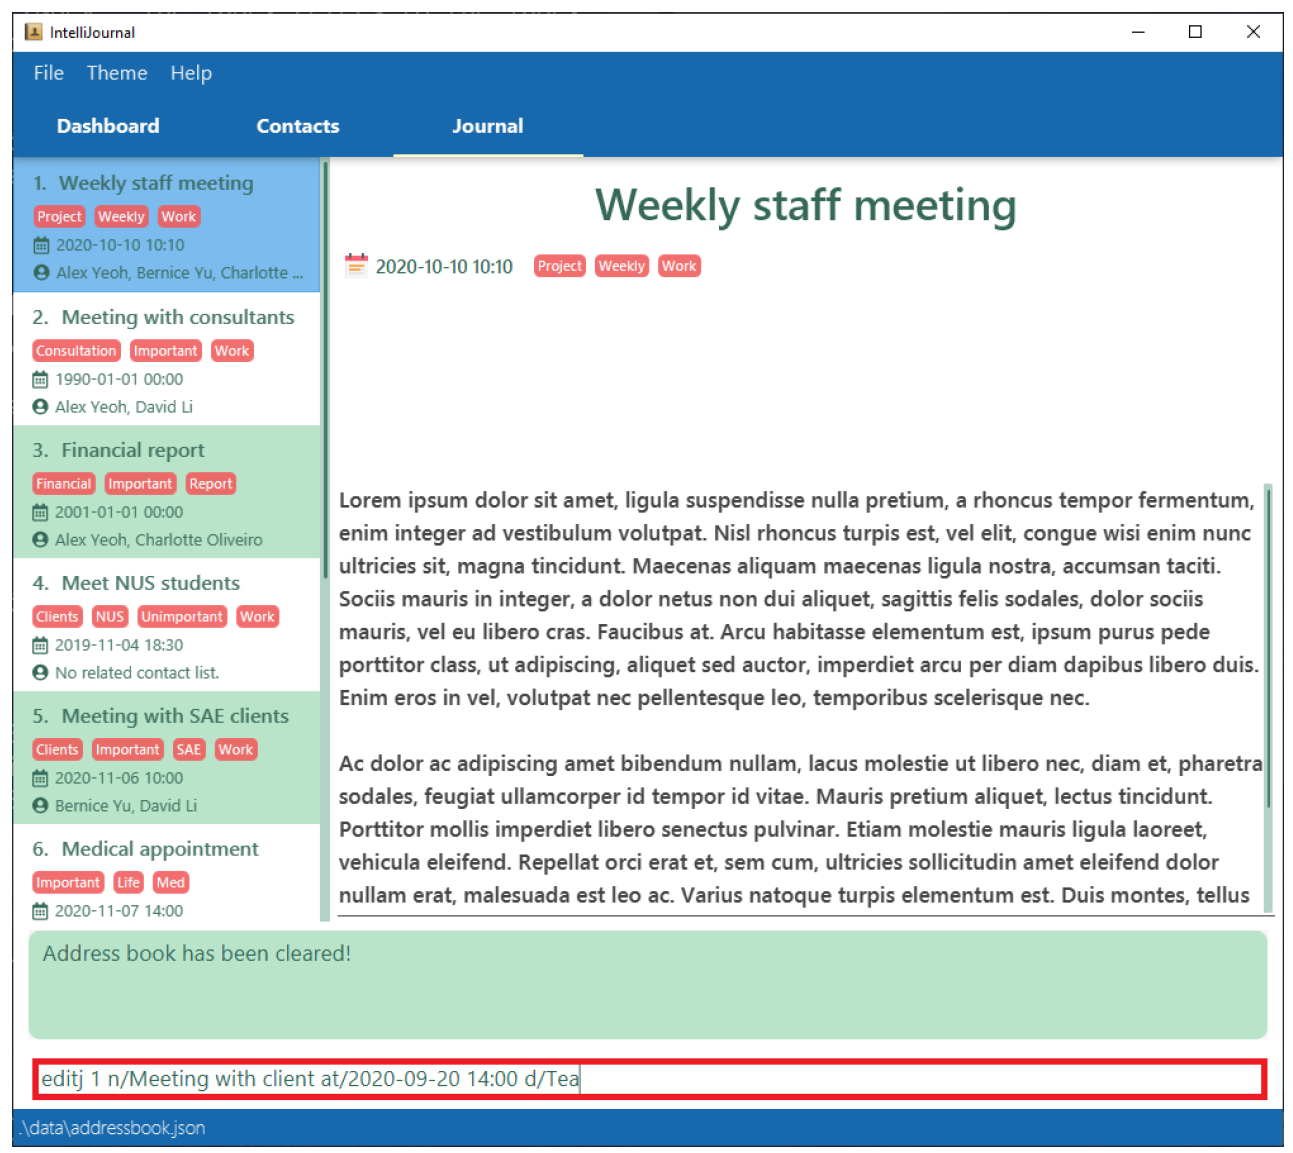 IntelliJournal
File Theme Help
Dashboard Contacts Journal
1. Weekly staff meeting
Project Weekly Work
2020-10-10 10:10
Alex Yeoh, Bernice Yu, Charlotte ...
2. Meeting with consultants
Consultation Important Work
1990-01-01 00:00
Alex Yeoh, David Li
3. Financial report
Financial Important Report
2001-01-01 00:00
Alex Yeoh, Charlotte Oliveiro
4. Meet NUS students
Clients NUS Unimportant Work
2019-11-04 18:30
No related contact list.
5. Meeting with SAE clients
Clients Important SAE Work
2020-11-06 10:00
Bernice Yu, David Li
6. Medical appointment
Important Life Med
2020-11-07 14:00
Weekly staff meeting
2020-10-10 10:10 Project Weekly Work
Lorem ipsum dolor sit amet, ligula suspendisse nulla pretium, a rhoncus tempor fermentum,
enim integer ad vestibulum volutpat. Nisl rhoncus turpis est, vel elit, congue wisi enim nunc
ultricies sit, magna tincidunt. Maecenas aliquam maecenas ligula nostra, accumsan taciti.
Sociis mauris in integer, a dolor netus non dui aliquet, sagittis felis sodales, dolor sociis
mauris, vel eu libero cras. Faucibus at. Arcu habitasse elementum est, ipsum purus pede
porttitor class, ut adipiscing, aliquet sed auctor, imperdiet arcu per diam dapibus libero duis.
Enim eros in vel, volutpat nec pellentesque leo, temporibus scelerisque nec.
Ac dolor ac adipiscing amet bibendum nullam, lacus molestie ut libero nec, diam et, pharetra
sodales, feugiat ullamcorper id tempor id vitae. Mauris pretium aliquet, lectus tincidunt.
Porttitor mollis imperdiet libero senectus pulvinar. Etiam molestie mauris ligula laoreet,
vehicula eleifend. Repellat orci erat et, sem cum, ultricies sollicitudin amet eleifend dolor
nullam erat, malesuada est leo ac. Varius natoque turpis elementum est. Duis montes, tellus
Address book has been cleared!
editj 1 n/Meeting with client at/2020-09-20 14:00 d/Tea
.\data\addressbook.json